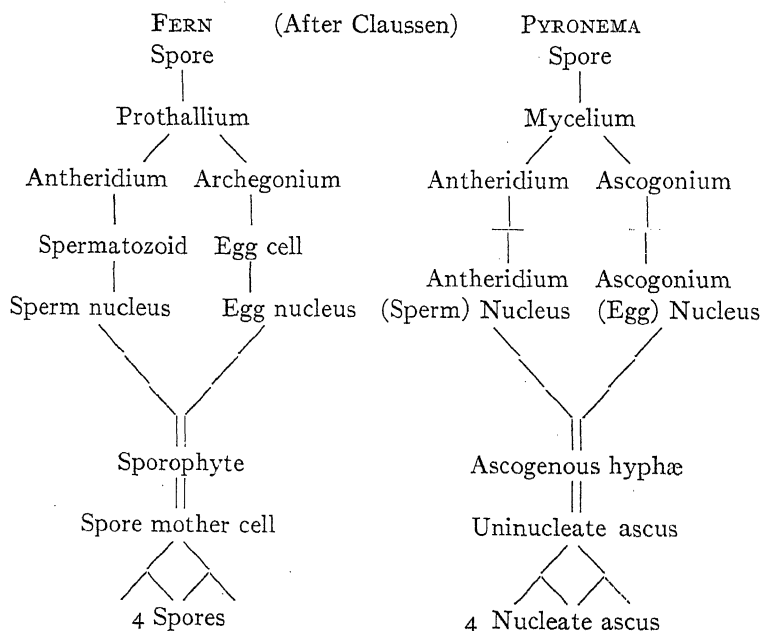 FERN (After Claussen) PYRONEMA
Spore Spore
Prothallium Mycelium
Antheridium Archegonium Antheridium Ascogonium
Spermatozoid Egg cell
Antheridium Ascogonium
Sperm nucleus Egg nucleus (Sperm) Nucleus (Egg) Nucleus
Sporophyte Ascogenous hyphæ
Spore mother cell Uninucleate ascus
4 Spores 4 Nucleate ascus